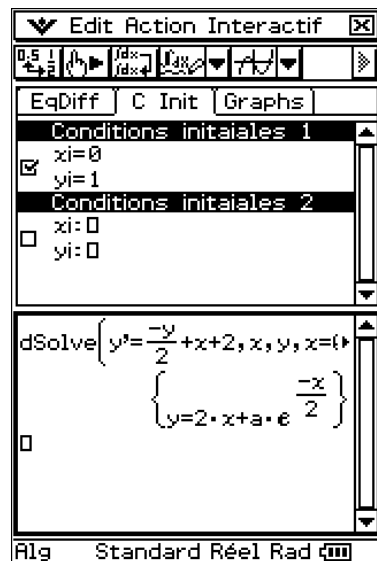 Edit Action Interactif
EqDiff C Init Graphs
Conditions initaiales 1
xi=0
yi=1
Conditions initaiales 2
xi:□
yi:□
dSolve(y'=-y/2+x+2,x,y,x=
{y=2·x+a·e^(-x/2)}
Alg Standard Réel Rad